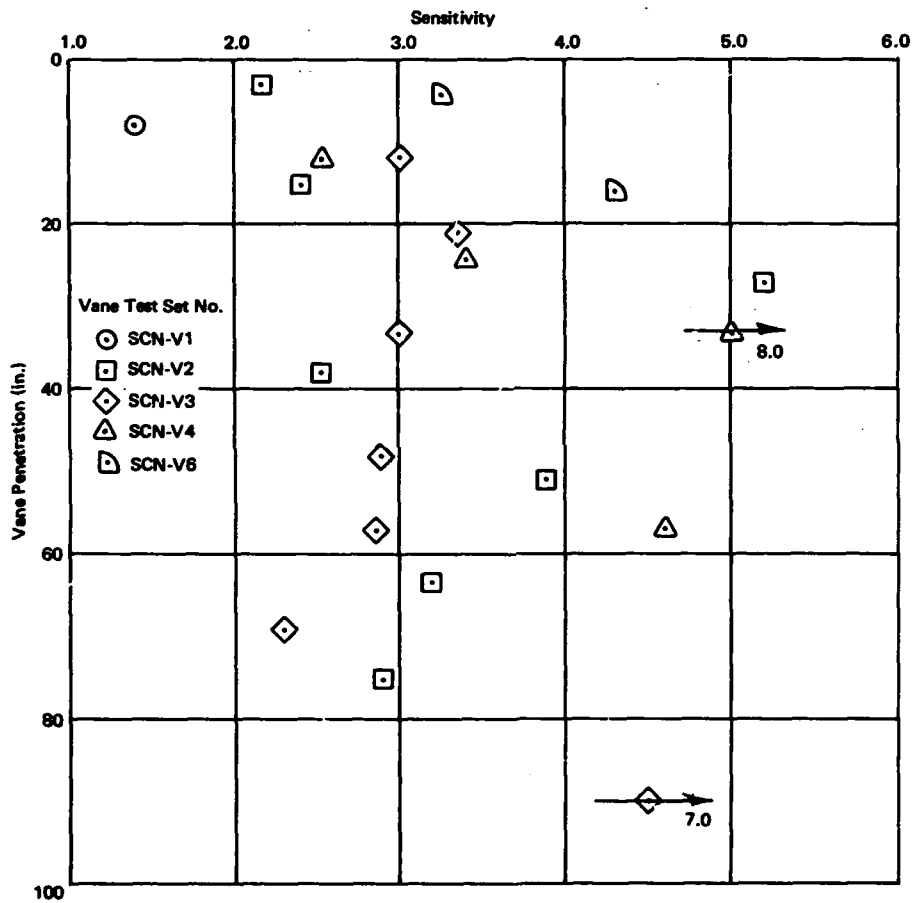 Sensitivity
1.0 2.0 3.0 4.0 5.0 6.0
0
20
Vane Test Set No.
SCN-V1
SCN-V2
SCN-V3
SCN-V4
SCN-V6
8.0
40
Vane Penetration (in.)
60
80
7.0
100